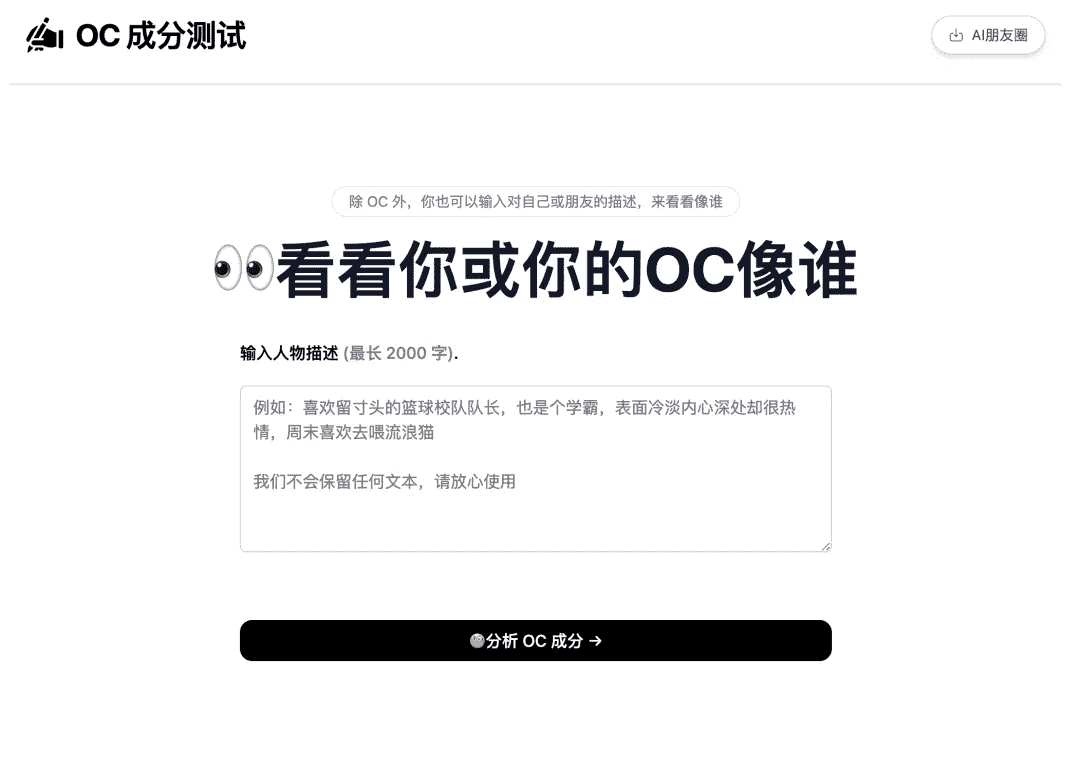 OC 成分测试
AI朋友圈
除 OC 外，你也可以输入对自己或朋友的描述，来看看像谁
👀看看你或你的OC像谁
输入人物描述 (最长 2000 字).
例如：喜欢留寸头的篮球校队队长，也是个学霸，表面冷淡内心深处却很热
情，周末喜欢去喂流浪猫
我们不会保留任何文本，请放心使用
分析 OC 成分 →